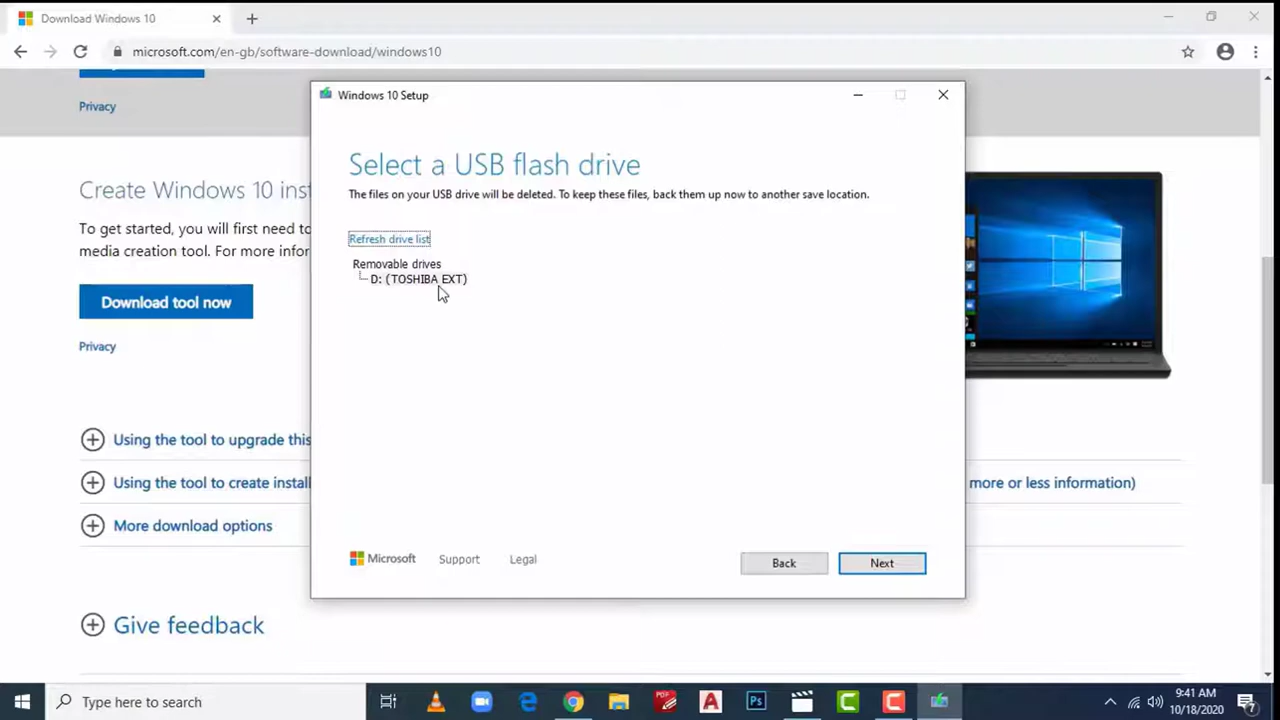 Download Windows 10
microsoft.com/en-gb/software-download/windows10
Privacy
Create Windows 10 inst
To get started, you will first need to
media creation tool. For more infor
Download tool now
Privacy
Using the tool to upgrade this
Using the tool to create install
more or less information)
More download options
Give feedback
Windows 10 Setup
Select a USB flash drive
The files on your USB drive will be deleted. To keep these files, back them up now to another save location.
Refresh drive list
Removable drives
D: (TOSHIBA EXT)
Microsoft
Support
Legal
Back
Next
Type here to search
PDF
A
Ps
C
C
9:41 AM
10/18/2020
7